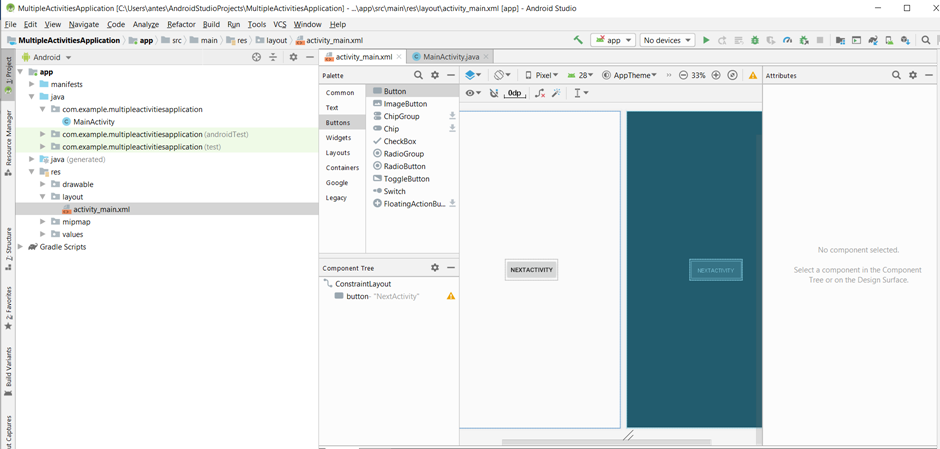 MultipleActivitiesApplication [C:\Users\antes\AndroidStudioProjects\MultipleActivitiesApplication] - ...\app\src\main\res\layout\activity_main.xml [app] - Android Studio
File Edit View Navigate Code Analyze Refactor Build Run Tools VCS Window Help
MultipleActivitiesApplication app src main res layout activity_main.xml app No devices
1: Project
Resource Manager
Z: Structure
2: Favorites
Build Variants
ut Captures
Android
app
manifests
java
com.example.multipleactivitiesapplication
MainActivity
com.example.multipleactivitiesapplication (androidTest)
com.example.multipleactivitiesapplication (test)
java (generated)
res
drawable
layout
activity_main.xml
mipmap
values
Gradle Scripts
activity_main.xml MainActivity.java
Palette
Common
Text
Buttons
Widgets
Layouts
Containers
Google
Legacy
Button
ImageButton
ChipGroup
Chip
CheckBox
RadioGroup
RadioButton
ToggleButton
Switch
FloatingActionBu...
Component Tree
ConstraintLayout
button- "NextActivity"
Pixel 28 AppTheme 33%
0dp
NEXTACTIVITY
NEXTACTIVITY
Attributes
No component selected.
Select a component in the Component
Tree or on the Design Surface.